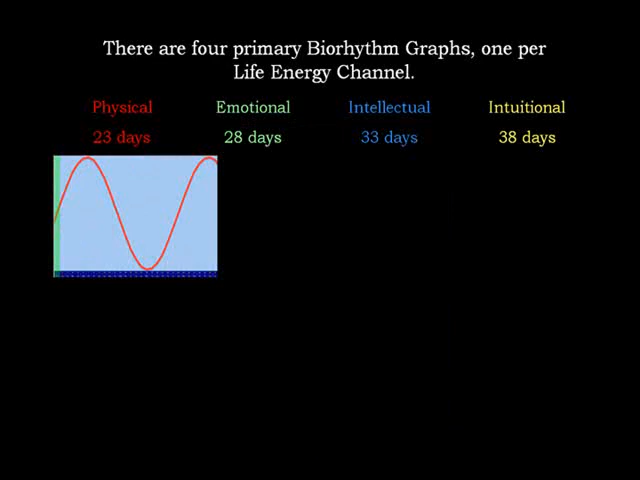 There are four primary Biorhythm Graphs, one per
Life Energy Channel.
Physical Emotional Intellectual Intuitional
23 days 28 days 33 days 38 days